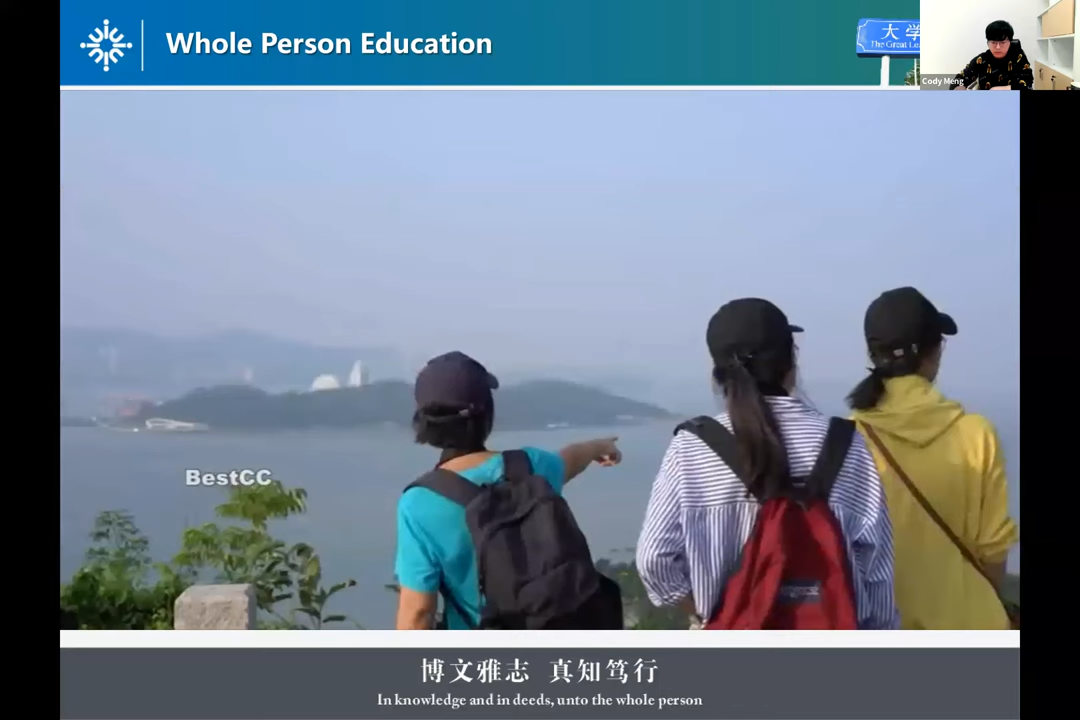 Whole Person Education
大学
The Great
Cody Meng
BestCC
博文雅志 真知笃行
In knowledge and in deeds, unto the whole person